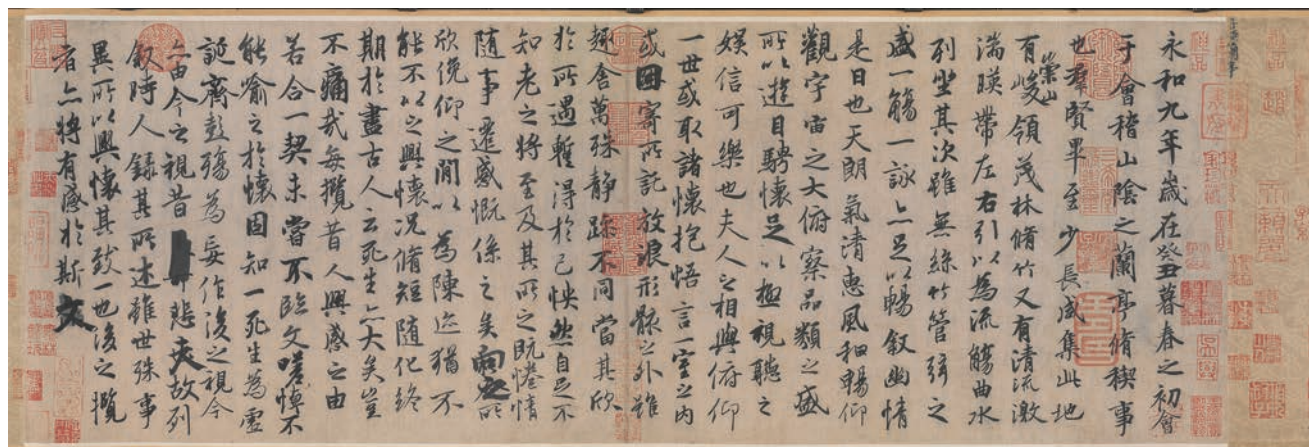 永和九年歲在癸丑暮春之初會
于會稽山陰之蘭亭脩稧事
也羣賢畢至少長咸集此地
有崇山峻領茂林脩竹又有清流激
湍暎帶左右引以為流觴曲水
列坐其次雖無絲竹管弦之
盛一觴一詠亦足以暢敘幽情
是日也天朗氣清惠風和暢仰
觀宇宙之大俯察品類之盛
所以遊目騁懷足以極視聽之
娛信可樂也夫人之相與俯仰
一世或取諸懷抱悟言一室之內
或因寄所託放浪形骸之外雖
趣舍萬殊靜躁不同當其欣
於所遇蹔得於己怏然自足不
知老之將至及其所之既惓情
隨事遷感慨係之矣向之所
欣俛仰之閒以為陳迹猶不
能不以之興懷況脩短隨化終
期於盡古人云死生亦大矣豈
不痛哉每攬昔人興感之由
若合一契未嘗不臨文嗟悼不
能喻之於懷固知一死生為虛
誕齊彭殤為妄作後之視今
亦由今之視昔悲夫故列
敘時人錄其所述雖世殊事
異所以興懷其致一也後之攬
者亦將有感於斯文